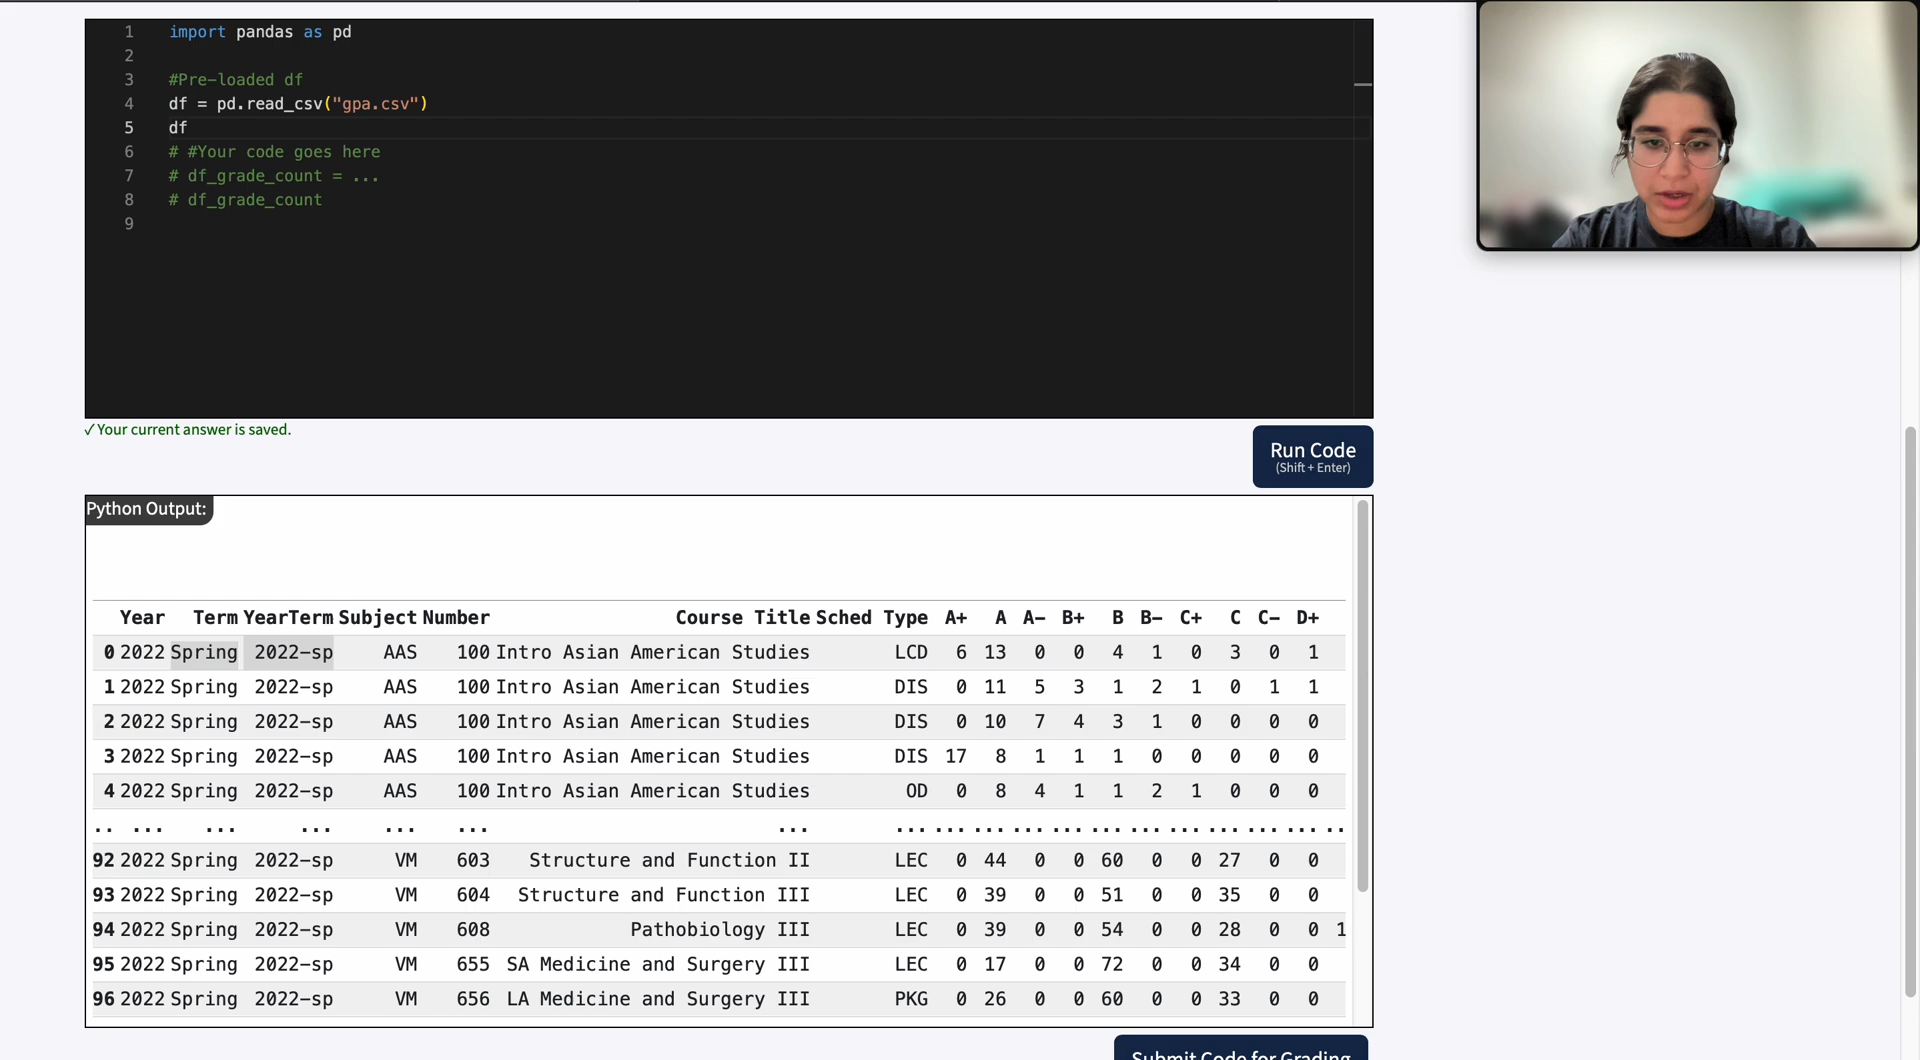 1 import pandas as pd
2
3 #Pre-loaded df
4 df = pd.read_csv("gpa.csv")
5 df
6 # #Your code goes here
7 # df_grade_count = ...
8 # df_grade_count
9
✓Your current answer is saved.
Run Code
(Shift + Enter)
Python Output:
Year Term YearTerm Subject Number Course Title Sched Type A+ A A- B+ B B- C+ C C- D+
0 2022 Spring 2022-sp AAS 100 Intro Asian American Studies LCD 6 13 0 0 4 1 0 3 0 1
1 2022 Spring 2022-sp AAS 100 Intro Asian American Studies DIS 0 11 5 3 1 2 1 0 1 1
2 2022 Spring 2022-sp AAS 100 Intro Asian American Studies DIS 0 10 7 4 3 1 0 0 0 0
3 2022 Spring 2022-sp AAS 100 Intro Asian American Studies DIS 17 8 1 1 1 0 0 0 0 0
4 2022 Spring 2022-sp AAS 100 Intro Asian American Studies OD 0 8 4 1 1 2 1 0 0 0
.. ... ... ... ... ... ... ... ... ... ... ... ... ... ... ... ... ... ..
92 2022 Spring 2022-sp VM 603 Structure and Function II LEC 0 44 0 0 60 0 0 27 0 0
93 2022 Spring 2022-sp VM 604 Structure and Function III LEC 0 39 0 0 51 0 0 35 0 0
94 2022 Spring 2022-sp VM 608 Pathobiology III LEC 0 39 0 0 54 0 0 28 0 0 1
95 2022 Spring 2022-sp VM 655 SA Medicine and Surgery III LEC 0 17 0 0 72 0 0 34 0 0
96 2022 Spring 2022-sp VM 656 LA Medicine and Surgery III PKG 0 26 0 0 60 0 0 33 0 0
Submit Code for Grading